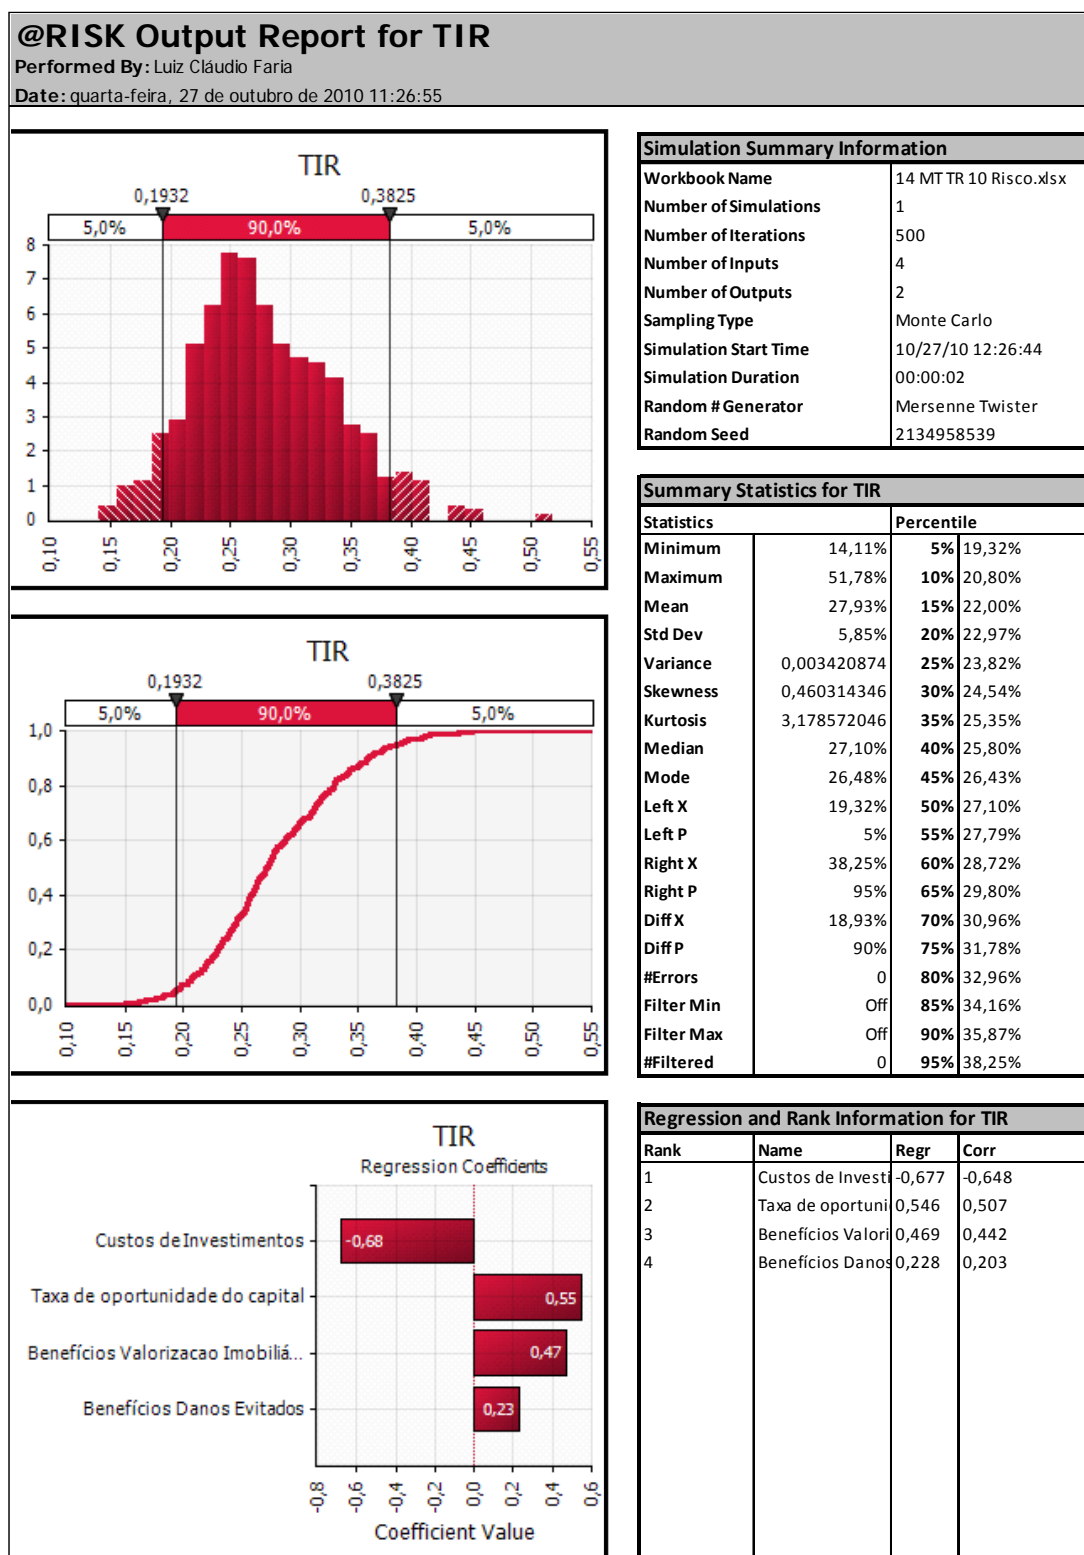 @RISK Output Report for TIR
Performed By: Luiz Cláudio Faria
Date: quarta-feira, 27 de outubro de 2010 11:26:55
TIR
0,1932 0,3825
5,0% 90,0% 5,0%
8
7
6
5
4
3
2
1
0
0,10 0,15 0,20 0,25 0,30 0,35 0,40 0,45 0,50 0,55
TIR
0,1932 0,3825
5,0% 90,0% 5,0%
1,0
0,8
0,6
0,4
0,2
0,0
0,10 0,15 0,20 0,25 0,30 0,35 0,40 0,45 0,50 0,55
TIR
Regression Coefficients
Custos de Investimentos -0,68
Taxa de oportunidade do capital 0,55
Benefícios Valorizacao Imobiliá... 0,47
Benefícios Danos Evitados 0,23
-0,8 -0,6 -0,4 -0,2 0,0 0,2 0,4 0,6
Coefficient Value
Simulation Summary Information
Workbook Name 14 MT TR 10 Risco.xlsx
Number of Simulations 1
Number of Iterations 500
Number of Inputs 4
Number of Outputs 2
Sampling Type Monte Carlo
Simulation Start Time 10/27/10 12:26:44
Simulation Duration 00:00:02
Random # Generator Mersenne Twister
Random Seed 2134958539
Summary Statistics for TIR
Statistics Percentile
Minimum 14,11% 5% 19,32%
Maximum 51,78% 10% 20,80%
Mean 27,93% 15% 22,00%
Std Dev 5,85% 20% 22,97%
Variance 0,003420874 25% 23,82%
Skewness 0,460314346 30% 24,54%
Kurtosis 3,178572046 35% 25,35%
Median 27,10% 40% 25,80%
Mode 26,48% 45% 26,43%
Left X 19,32% 50% 27,10%
Left P 5% 55% 27,79%
Right X 38,25% 60% 28,72%
Right P 95% 65% 29,80%
Diff X 18,93% 70% 30,96%
Diff P 90% 75% 31,78%
#Errors 0 80% 32,96%
Filter Min Off 85% 34,16%
Filter Max Off 90% 35,87%
#Filtered 0 95% 38,25%
Regression and Rank Information for TIR
Rank Name Regr Corr
1 Custos de Investi -0,677 -0,648
2 Taxa de oportuni 0,546 0,507
3 Benefícios Valori 0,469 0,442
4 Benefícios Danos 0,228 0,203